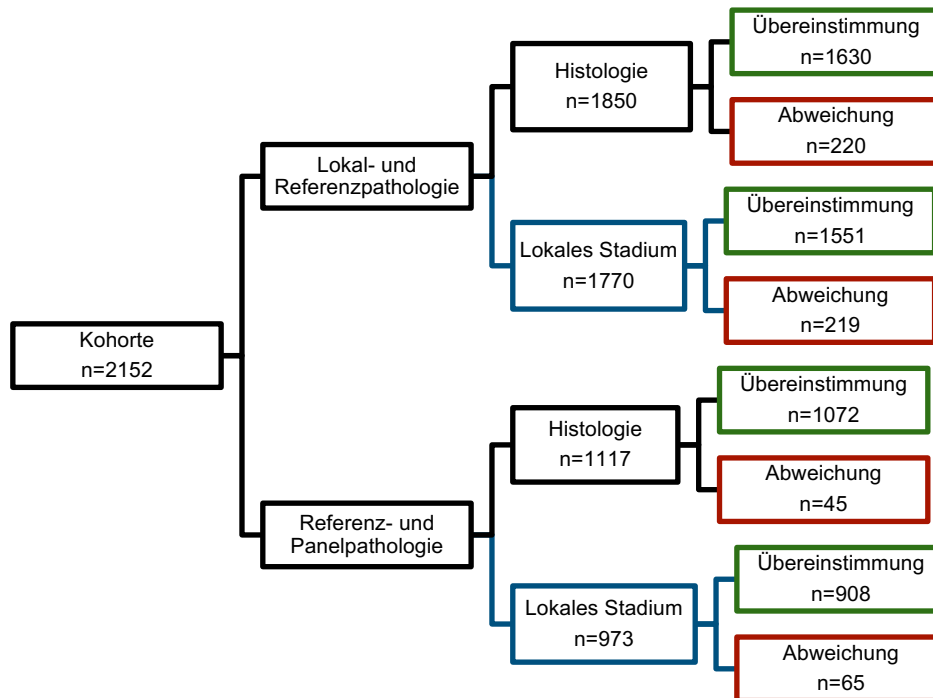 Kohorte
n=2152
Lokal- und
Referenzpathologie
Histologie
n=1850
Übereinstimmung
n=1630
Abweichung
n=220
Lokales Stadium
n=1770
Übereinstimmung
n=1551
Abweichung
n=219
Referenz- und
Panelpathologie
Histologie
n=1117
Übereinstimmung
n=1072
Abweichung
n=45
Lokales Stadium
n=973
Übereinstimmung
n=908
Abweichung
n=65